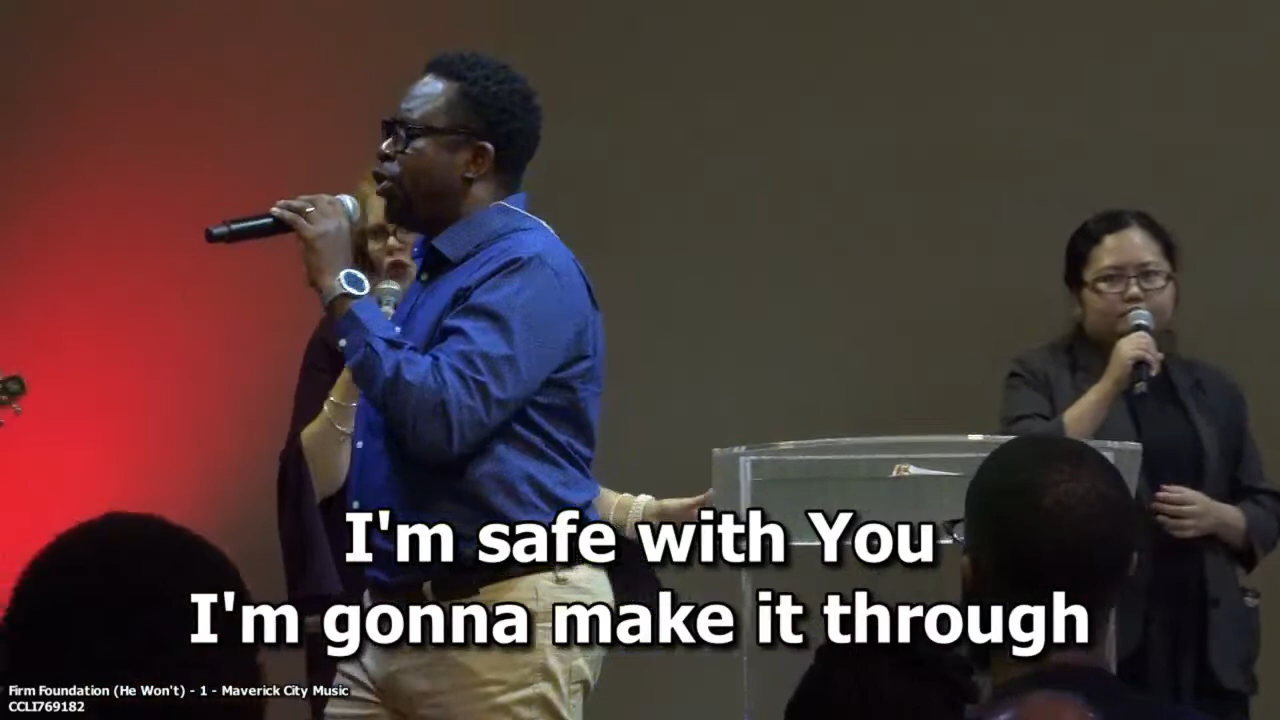 I'm safe with You
I'm gonna make it through
Firm Foundation (He Won't) - 1 - Maverick City Music
CCLI769182